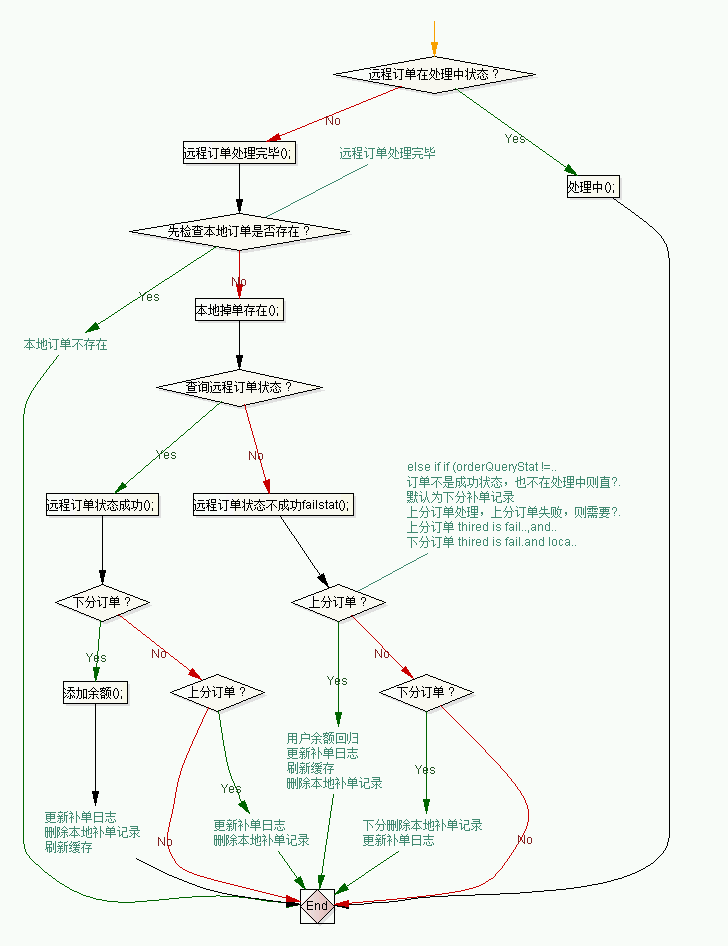 远程订单在处理中状态 ?
No
Yes
远程订单处理完毕();
远程订单处理完毕
处理中();
先检查本地订单是否存在 ?
Yes
No
本地掉单存在();
本地订单不存在
查询远程订单状态 ?
Yes
No
else if if (orderQueryStat !=..
订单不是成功状态，也不在处理中则直?.
默认为下分补单记录
上分订单处理，上分订单失败，则需要?.
上分订单 thired is fail..,and..
下分订单 thired is fail.and loca..
远程订单状态成功();
远程订单状态不成功failstat();
下分订单 ?
上分订单 ?
Yes
No
Yes
No
添加余额();
上分订单 ?
下分订单 ?
用户余额回归
更新补单日志
刷新缓存
删除本地补单记录
Yes
Yes
更新补单日志
删除本地补单记录
刷新缓存
更新补单日志
删除本地补单记录
下分删除本地补单记录
更新补单日志
No
No
End